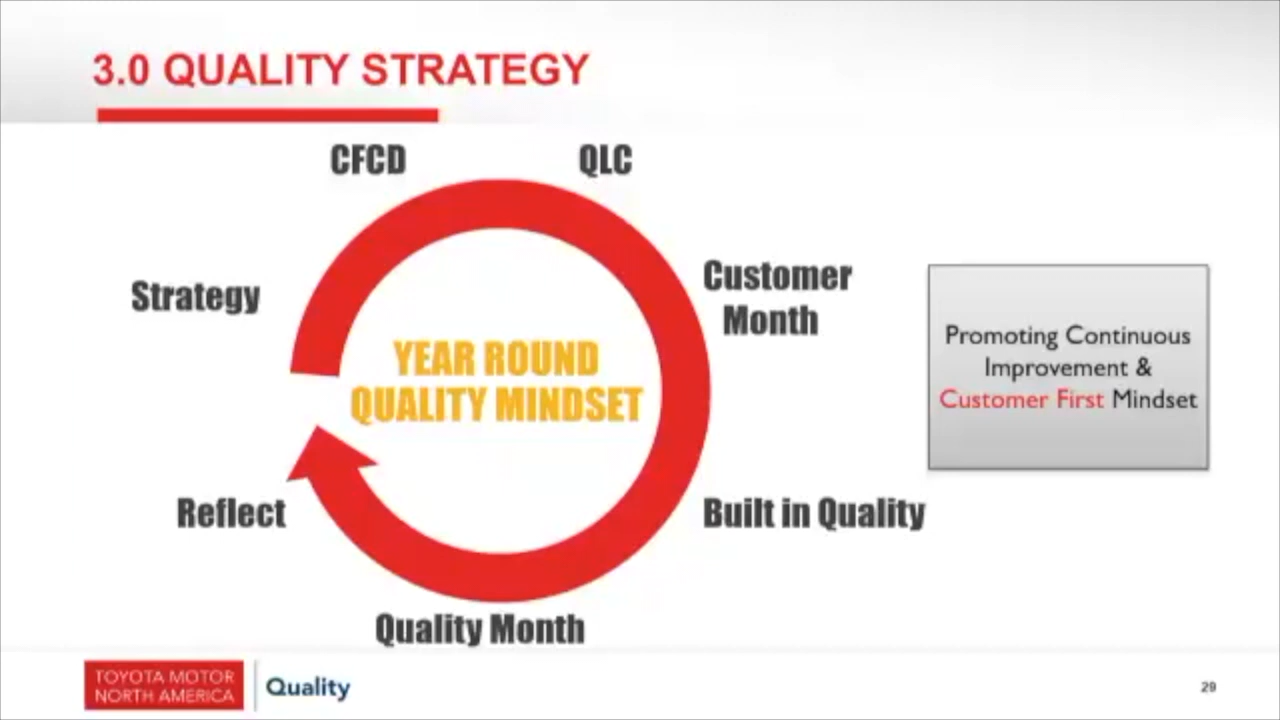 3.0 QUALITY STRATEGY
CFCD
QLC
Strategy
Customer
Month
YEAR ROUND
QUALITY MINDSET
Promoting Continuous
Improvement &
Customer First Mindset
Reflect
Built in Quality
Quality Month
TOYOTA MOTOR
NORTH AMERICA
Quality
29